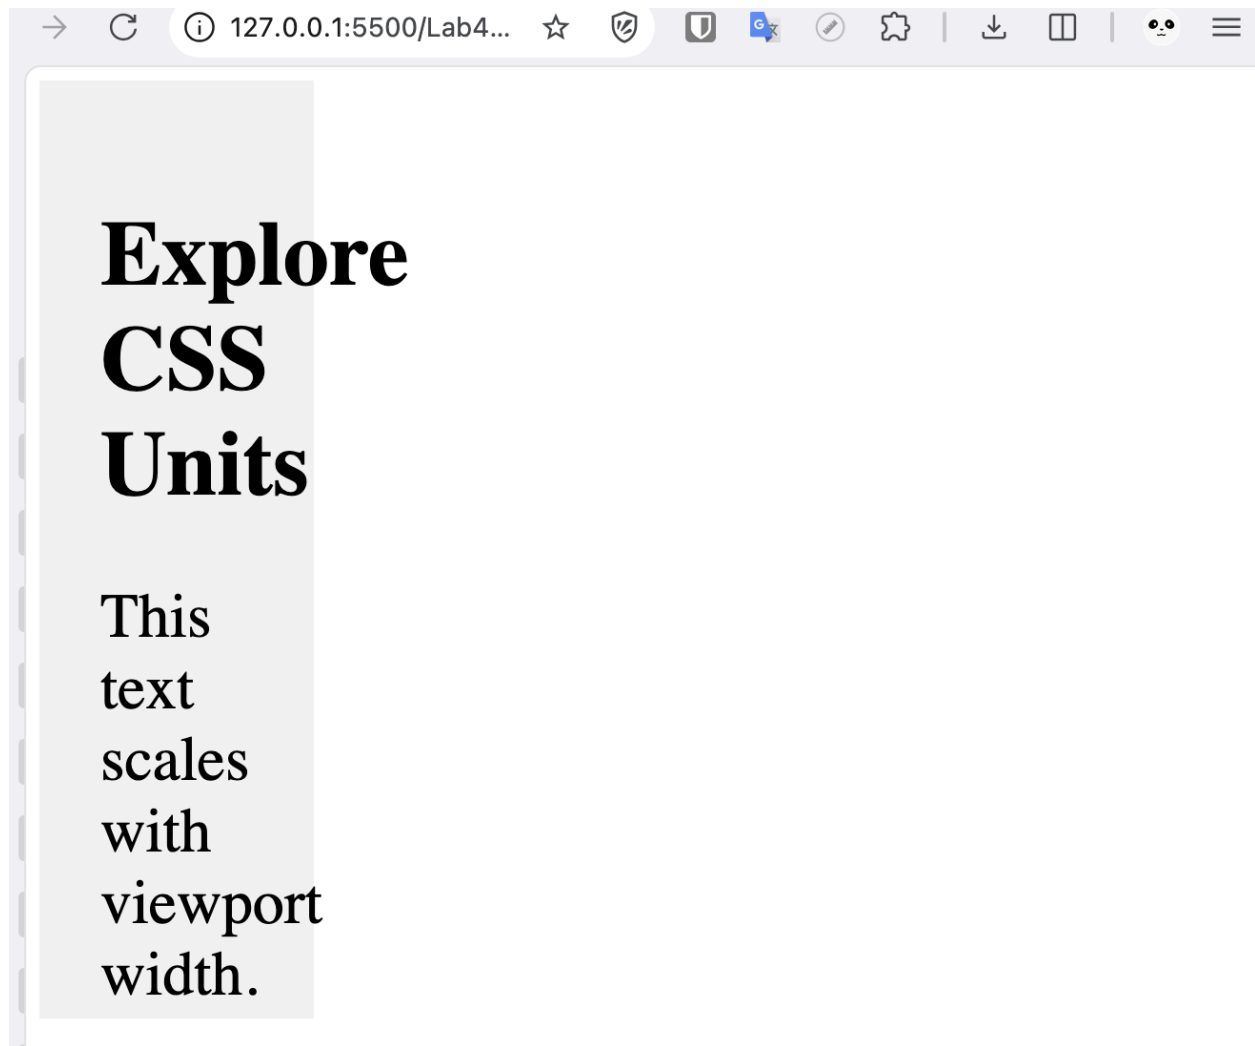 127.0.0.1:5500/Lab4...
Explore
CSS
Units
This
text
scales
with
viewport
width.